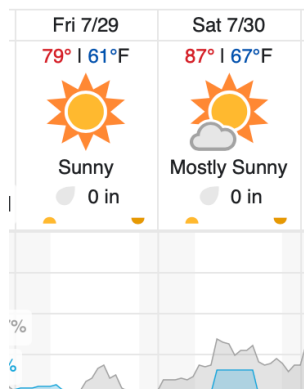 Fri 7/29
Sat 7/30
79° | 61°F
87° | 67°F
Sunny
Mostly Sunny
0 in
0 in
%
%